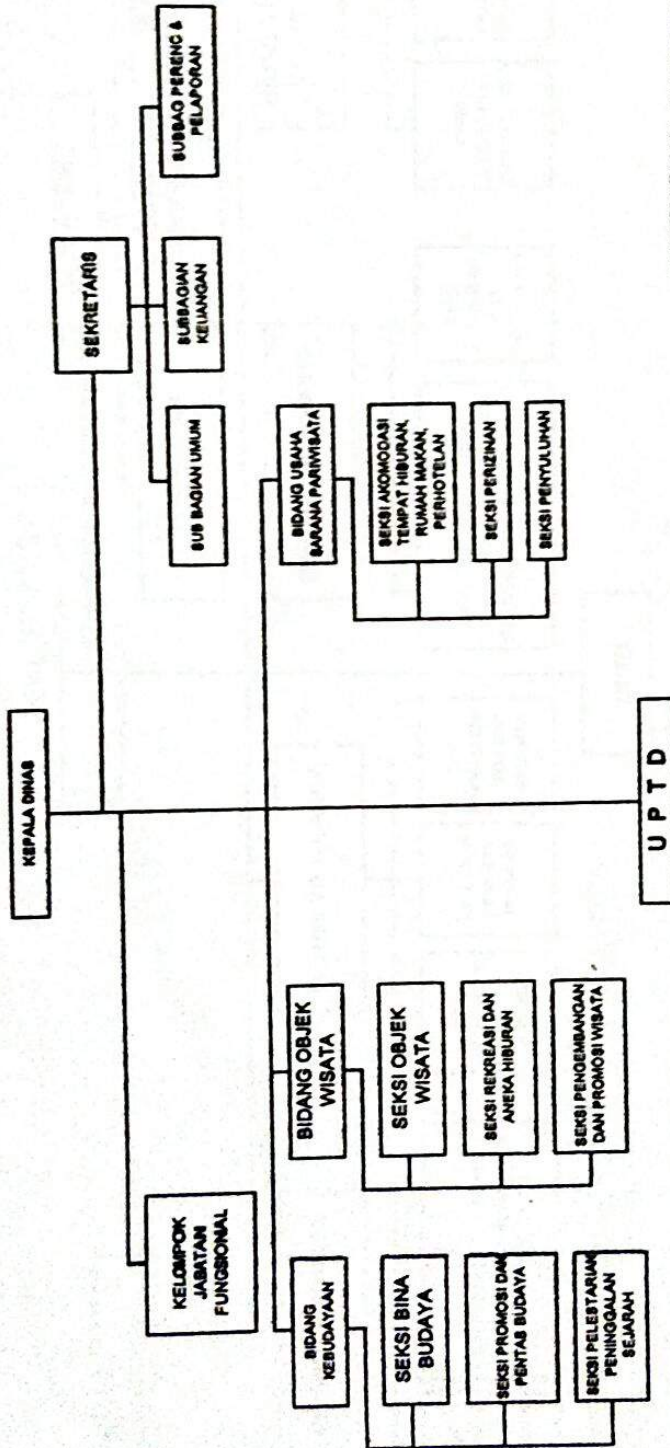 KEPALA DINAS
SEKRETARIS
SUB BAGIAN UMUM
SUBBAGIAN
KEUANGAN
SUBBAG PERENC &
PELAPORAN
KELOMPOK
JABATAN
FUNGSIONAL
BIDANG
KEBUDAYAAN
SEKSI BINA
BUDAYA
SEKSI PROMOSI DAN
PENTAS BUDAYA
SEKSI PELESTARIAN
PENINGGALAN
SEJARAH
BIDANG OBJEK
WISATA
SEKSI OBJEK
WISATA
SEKSI REKREASI DAN
ANEKA HIBURAN
SEKSI PENGEMBANGAN
DAN PROMOSI WISATA
BIDANG USAHA
SARANA PARIWISATA
SEKSI AKOMODASI
TEMPAT HIBURAN,
RUMAH MAKAN,
PERHOTELAN
SEKSI PERIZINAN
SEKSI PENYULUHAN
U P T D